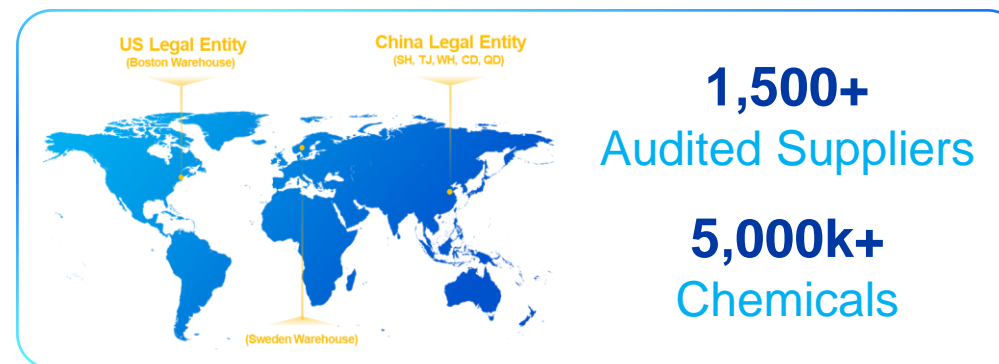 US Legal Entity
(Boston Warehouse)
China Legal Entity
(SH, TJ, WH, CD, QD)
(Sweden Warehouse)
1,500+
Audited Suppliers
5,000k+
Chemicals